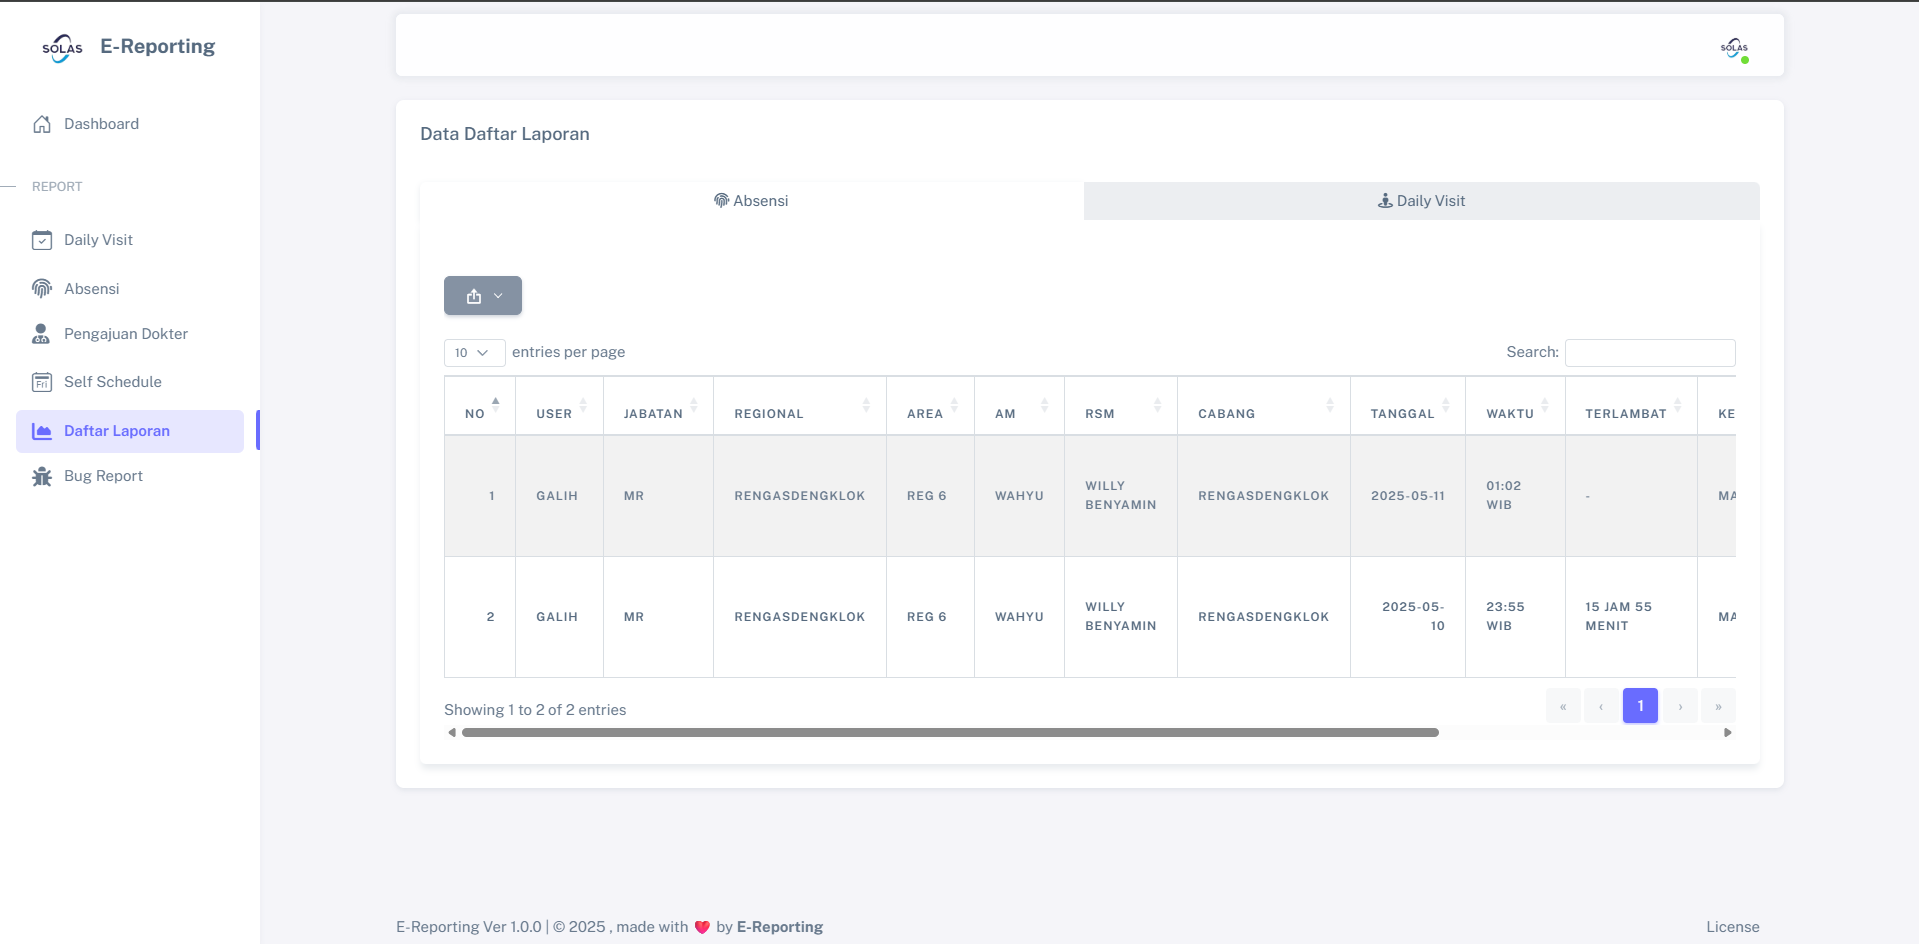 SOLAS
E-Reporting
SOLAS
Dashboard
REPORT
Daily Visit
Absensi
Pengajuan Dokter
Fri
Self Schedule
Daftar Laporan
Bug Report
Data Daftar Laporan
Absensi
Daily Visit
10 entries per page
Search:
NO USER JABATAN REGIONAL AREA AM RSM CABANG TANGGAL WAKTU TERLAMBAT KE
1 GALIH MR RENGASDENGKLOK REG 6 WAHYU WILLY BENYAMIN RENGASDENGKLOK 2025-05-11 01:02 WIB - MA
2 GALIH MR RENGASDENGKLOK REG 6 WAHYU WILLY BENYAMIN RENGASDENGKLOK 2025-05-10 23:55 WIB 15 JAM 55 MENIT MA
Showing 1 to 2 of 2 entries
« ‹ 1 › »
E-Reporting Ver 1.0.0 | © 2025 , made with ❤️ by E-Reporting
License